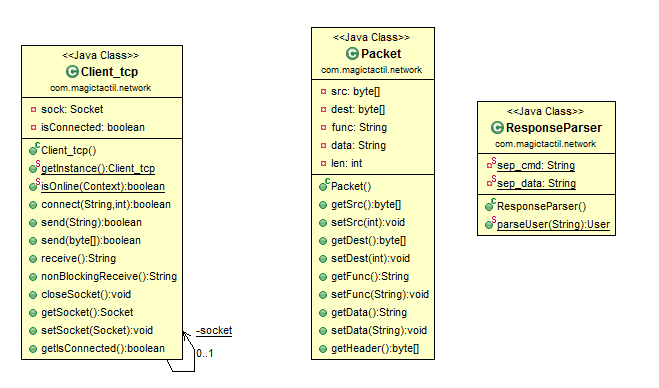 <<Java Class>>
Client_tcp
com.magictactil.network
sock: Socket
isConnected: boolean
Client_tcp()
getInstance():Client_tcp
isOnline(Context):boolean
connect(String,int):boolean
send(String):boolean
send(byte[]):boolean
receive():String
nonBlockingReceive():String
closeSocket():void
getSocket():Socket
setSocket(Socket):void
getIsConnected():boolean
-socket
0..1
<<Java Class>>
Packet
com.magictactil.network
src: byte[]
dest: byte[]
func: String
data: String
len: int
Packet()
getSrc():byte[]
setSrc(int):void
getDest():byte[]
setDest(int):void
getFunc():String
setFunc(String):void
getData():String
setData(String):void
getHeader():byte[]
<<Java Class>>
ResponseParser
com.magictactil.network
sep_cmd: String
sep_data: String
ResponseParser()
parseUser(String):User